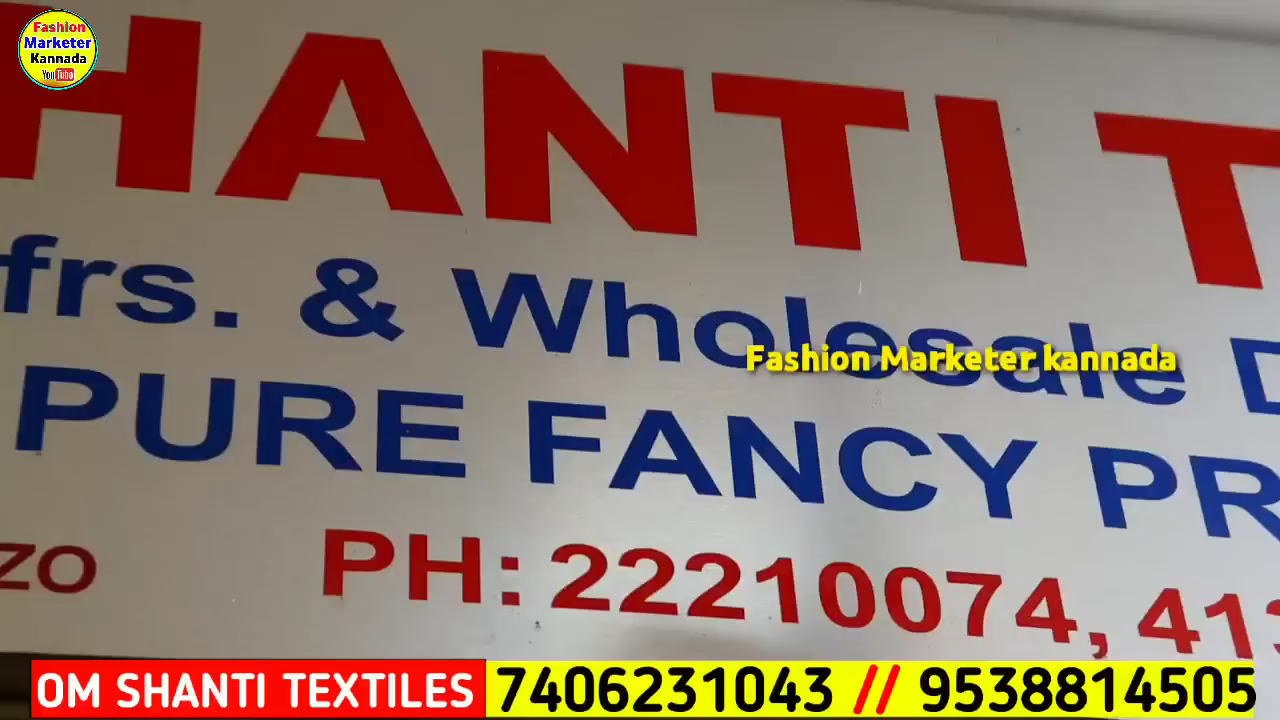 Fashion
Marketer
Kannada
YouTube
HANTI T
frs. & Wholesale D
Fashion Marketer kannada
PURE FANCY PR
ZO
PH: 22210074, 413
OM SHANTI TEXTILES 7406231043 // 9538814505